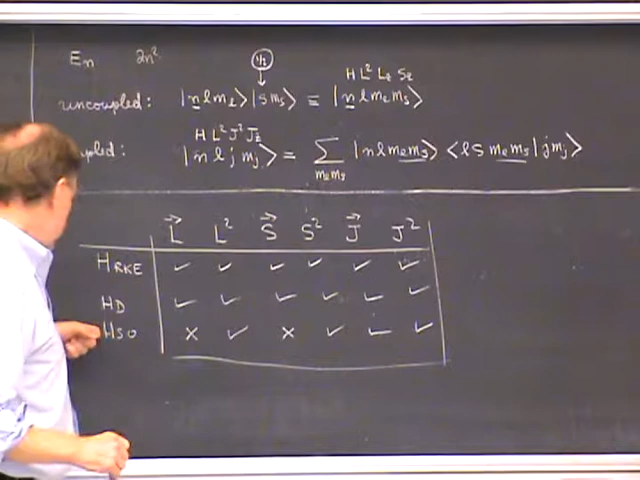 E_n 2n² (½)
↓
H L² L_z S_z
uncoupled: |n l m_l⟩|s m_s⟩ = |n l m_l m_s⟩
H L² J² J_z
pled: |n l j m_j⟩ = ∑_{m_l m_s} |n l m_l m_s⟩ ⟨l s m_l m_s|j m_j⟩
L⃗ L² S⃗ S² J⃗ J²
H_RKE ✓ ✓ ✓ ✓ ✓ ✓
H_D ✓ ✓ ✓ ✓ ✓ ✓
H_SO × ✓ × ✓ ✓ ✓